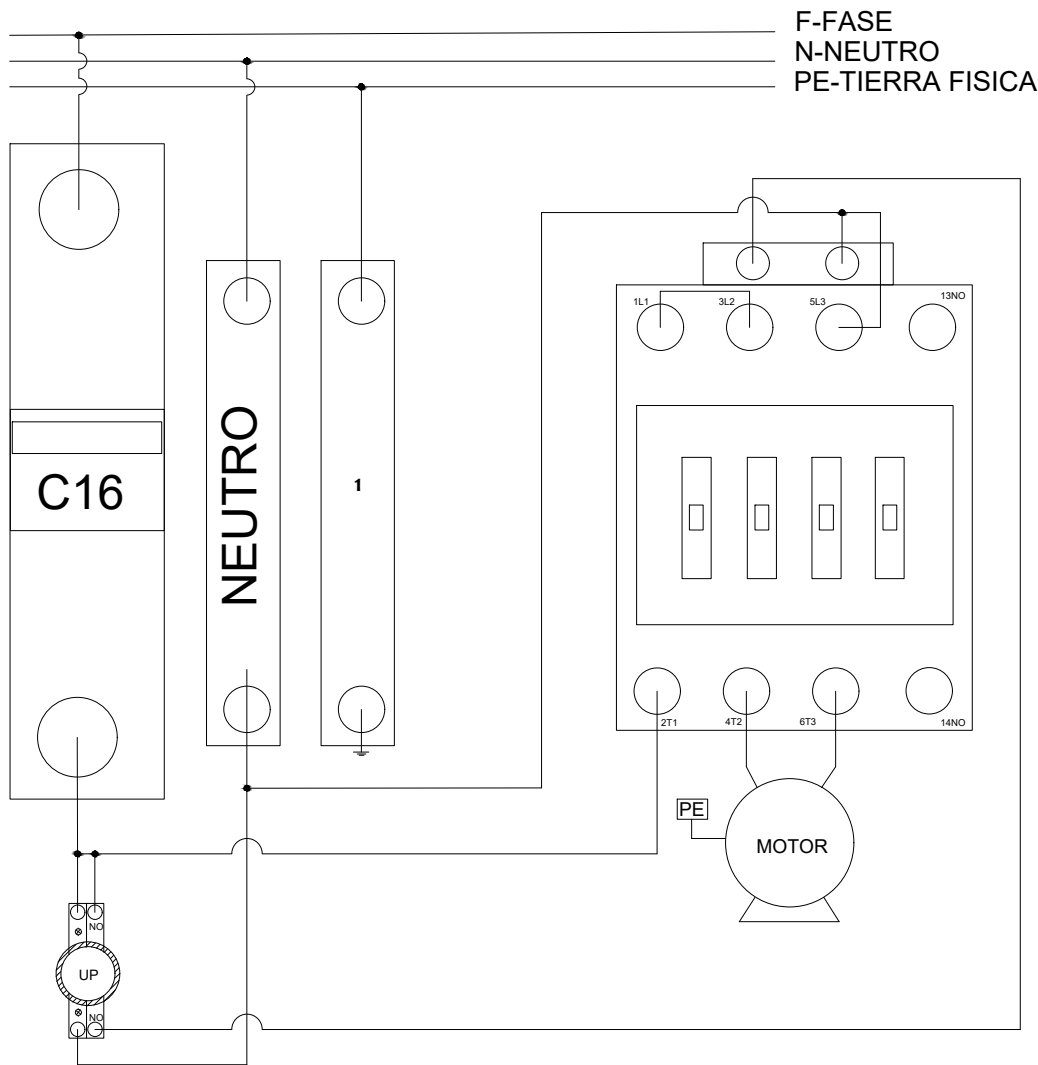 F-FASE
N-NEUTRO
PE-TIERRA FISICA
1L1
3L2
5L3
13NO
C16
NEUTRO
1
2T1
4T2
6T3
14NO
PE
MOTOR
NO
UP
NO